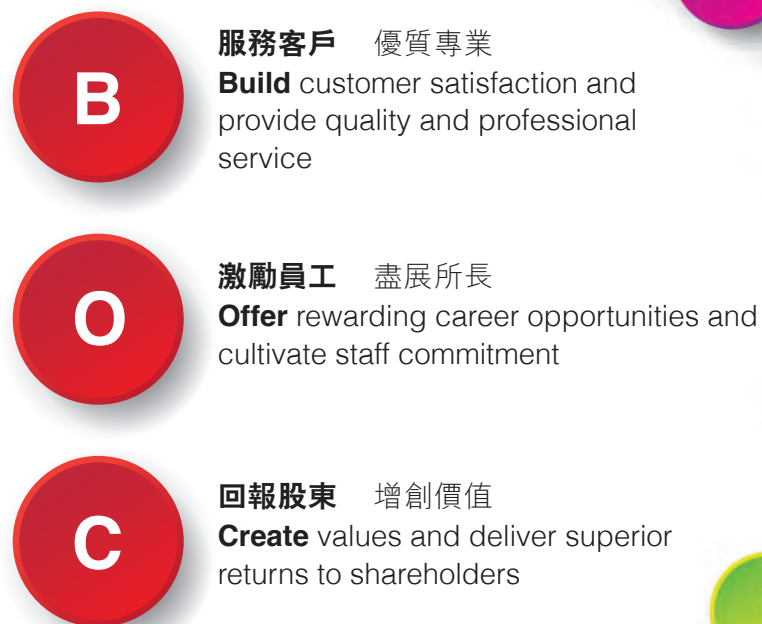 B
服務客戶 優質專業
Build customer satisfaction and
provide quality and professional
service
O
激勵員工 盡展所長
Offer rewarding career opportunities and
cultivate staff commitment
C
回報股東 增創價值
Create values and deliver superior
returns to shareholders